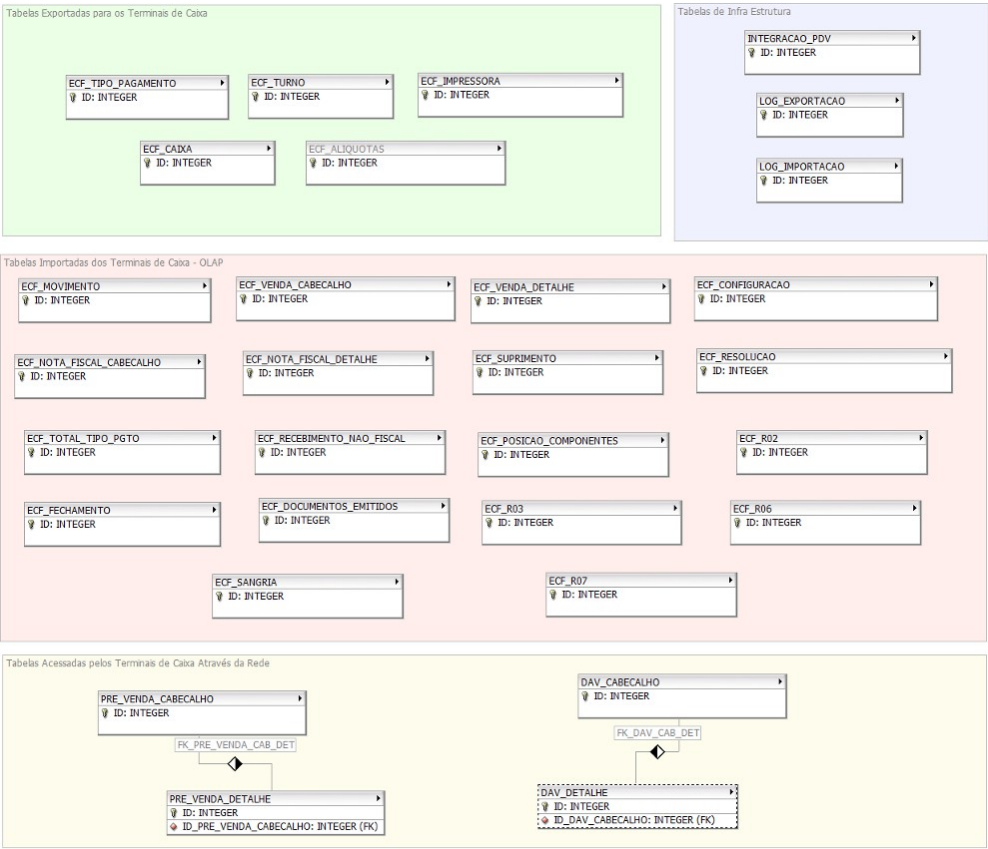 Tabelas Exportadas para os Terminais de Caixa
ECF_TIPO_PAGAMENTO
ID: INTEGER
ECF_TURNO
ID: INTEGER
ECF_IMPRESSORA
ID: INTEGER
ECF_CAIXA
ID: INTEGER
ECF_ALIQUOTAS
ID: INTEGER
Tabelas de Infra Estrutura
INTEGRACAO_PDV
ID: INTEGER
LOG_EXPORTACAO
ID: INTEGER
LOG_IMPORTACAO
ID: INTEGER
Tabelas Importadas dos Terminais de Caixa - OLAP
ECF_MOVIMENTO
ID: INTEGER
ECF_VENDA_CABECALHO
ID: INTEGER
ECF_VENDA_DETALHE
ID: INTEGER
ECF_CONFIGURACAO
ID: INTEGER
ECF_NOTA_FISCAL_CABECALHO
ID: INTEGER
ECF_NOTA_FISCAL_DETALHE
ID: INTEGER
ECF_SUPRIMENTO
ID: INTEGER
ECF_RESOLUCAO
ID: INTEGER
ECF_TOTAL_TIPO_PGTO
ID: INTEGER
ECF_RECEBIMENTO_NAO_FISCAL
ID: INTEGER
ECF_POSICAO_COMPONENTES
ID: INTEGER
ECF_R02
ID: INTEGER
ECF_FECHAMENTO
ID: INTEGER
ECF_DOCUMENTOS_EMITIDOS
ID: INTEGER
ECF_R03
ID: INTEGER
ECF_R06
ID: INTEGER
ECF_SANGRIA
ID: INTEGER
ECF_R07
ID: INTEGER
Tabelas Acessadas pelos Terminais de Caixa Através da Rede
PRE_VENDA_CABECALHO
ID: INTEGER
FK_PRE_VENDA_CAB_DET
PRE_VENDA_DETALHE
ID: INTEGER
ID_PRE_VENDA_CABECALHO: INTEGER (FK)
DAV_CABECALHO
ID: INTEGER
FK_DAV_CAB_DET
DAV_DETALHE
ID: INTEGER
ID_DAV_CABECALHO: INTEGER (FK)